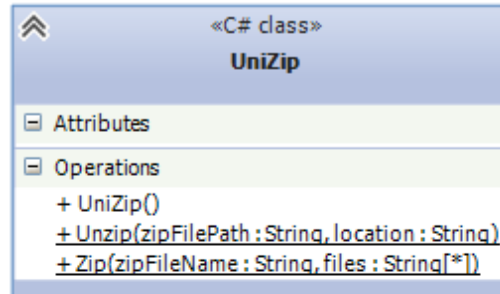 «C# class»
UniZip
Attributes
Operations
+ UniZip()
+ Unzip(zipFilePath : String, location : String)
+ Zip(zipFileName : String, files : String[*])